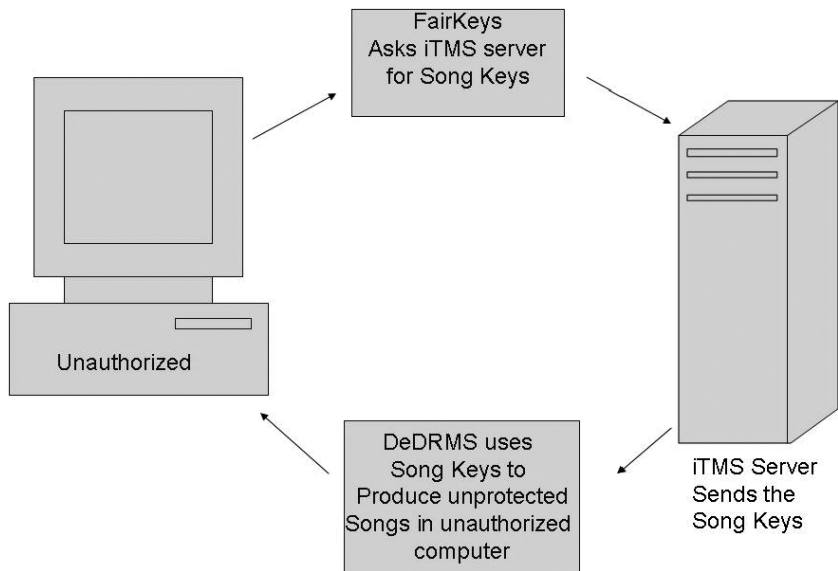 FairKeys
Asks iTMS server
for Song Keys
Unauthorized
DeDRMS uses
Song Keys to
Produce unprotected
Songs in unauthorized
computer
iTMS Server
Sends the
Song Keys